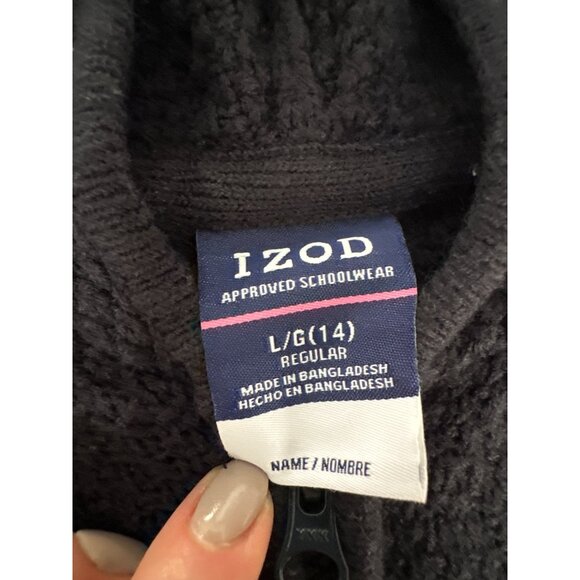 IZOD
APPROVED SCHOOLWEAR
L/G(14)
REGULAR
MADE IN BANGLADESH
HECHO EN BANGLADESH
NAME / NOMBRE